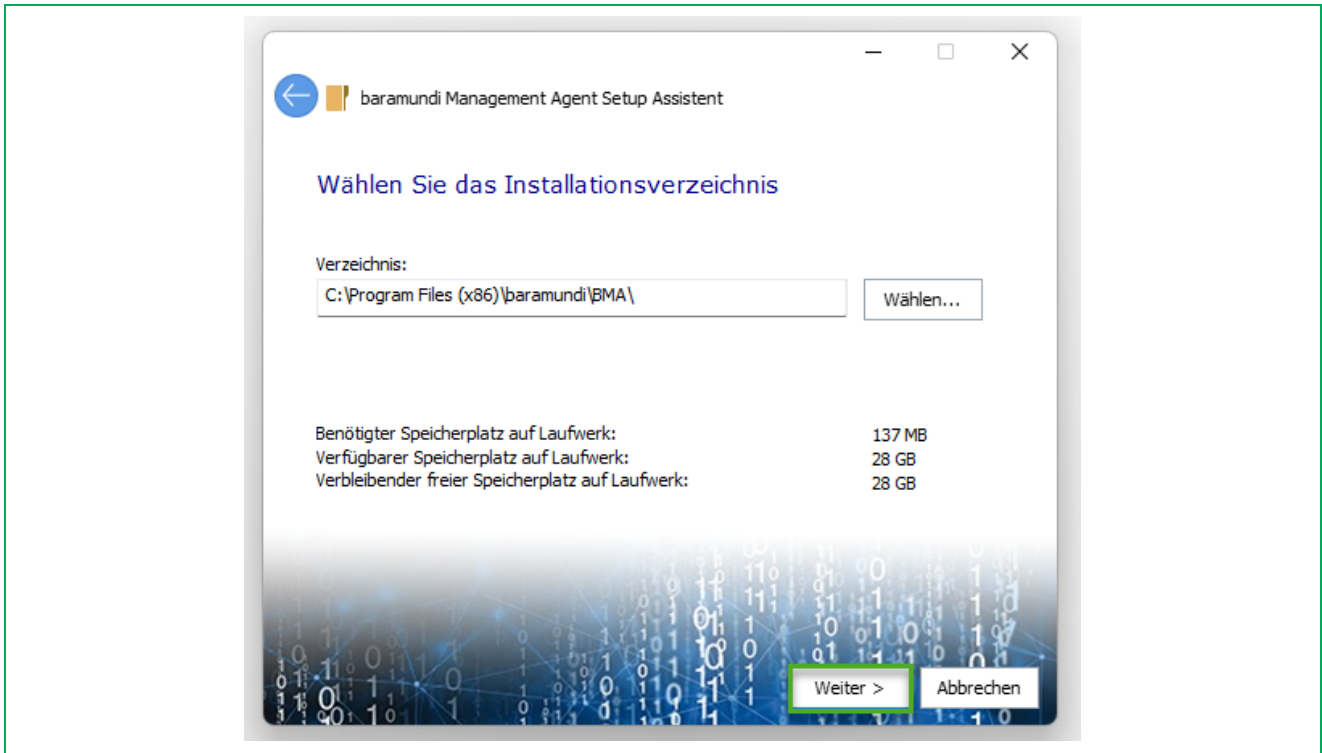 baramundi Management Agent Setup Assistent
Wählen Sie das Installationsverzeichnis
Verzeichnis:
C:\Program Files (x86)\baramundi\BMA\
Wählen...
Benötigter Speicherplatz auf Laufwerk: 137 MB
Verfügbarer Speicherplatz auf Laufwerk: 28 GB
Verbleibender freier Speicherplatz auf Laufwerk: 28 GB
Weiter > Abbrechen